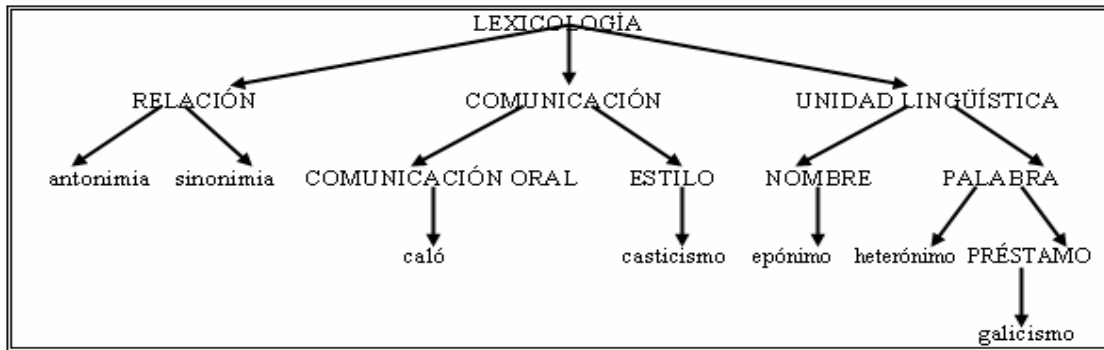 LEXICOLOGÍA
RELACIÓN COMUNICACIÓN UNIDAD LINGÜÍSTICA
antonimia sinonimia COMUNICACIÓN ORAL ESTILO NOMBRE PALABRA
caló casticismo epónimo heterónimo PRÉSTAMO
galicismo